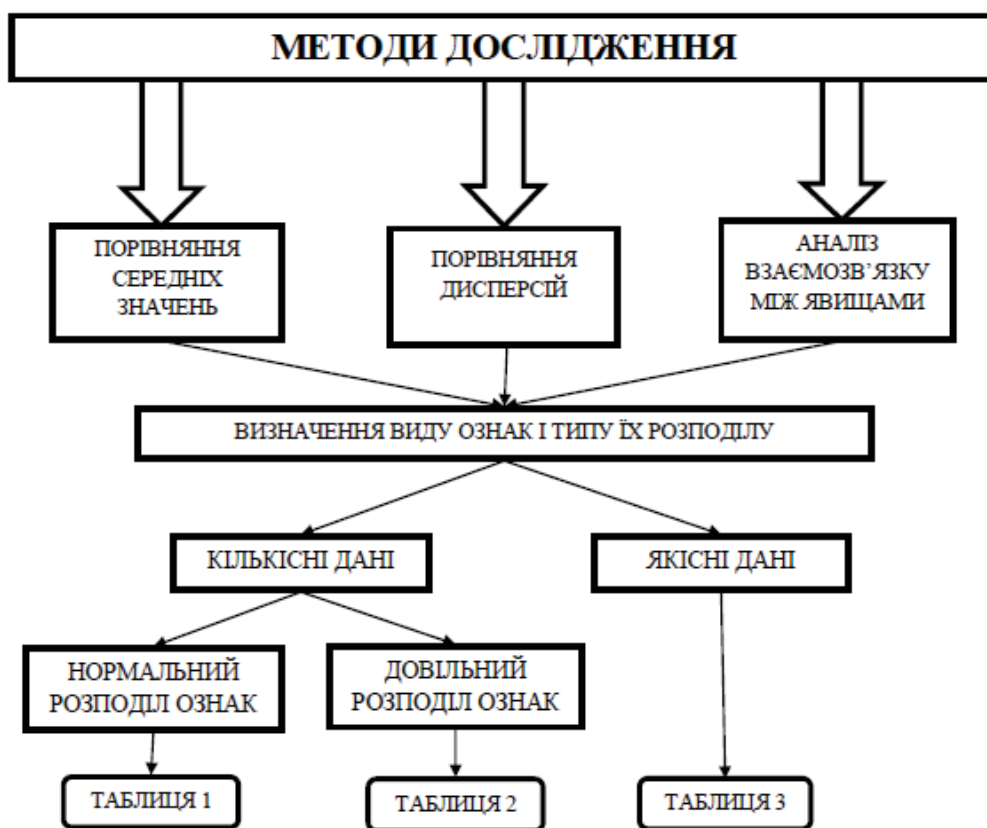 МЕТОДИ ДОСЛІДЖЕННЯ
ПОРІВНЯННЯ
СЕРЕДНІХ
ЗНАЧЕНЬ
ПОРІВНЯННЯ
ДИСПЕРСІЙ
АНАЛІЗ
ВЗАЄМОЗВ’ЯЗКУ
МІЖ ЯВИЩАМИ
ВИЗНАЧЕННЯ ВИДУ ОЗНАК І ТИПУ ЇХ РОЗПОДІЛУ
КІЛЬКІСНІ ДАНІ
ЯКІСНІ ДАНІ
НОРМАЛЬНИЙ
РОЗПОДІЛ ОЗНАК
ДОВІЛЬНИЙ
РОЗПОДІЛ ОЗНАК
ТАБЛИЦЯ 1
ТАБЛИЦЯ 2
ТАБЛИЦЯ 3